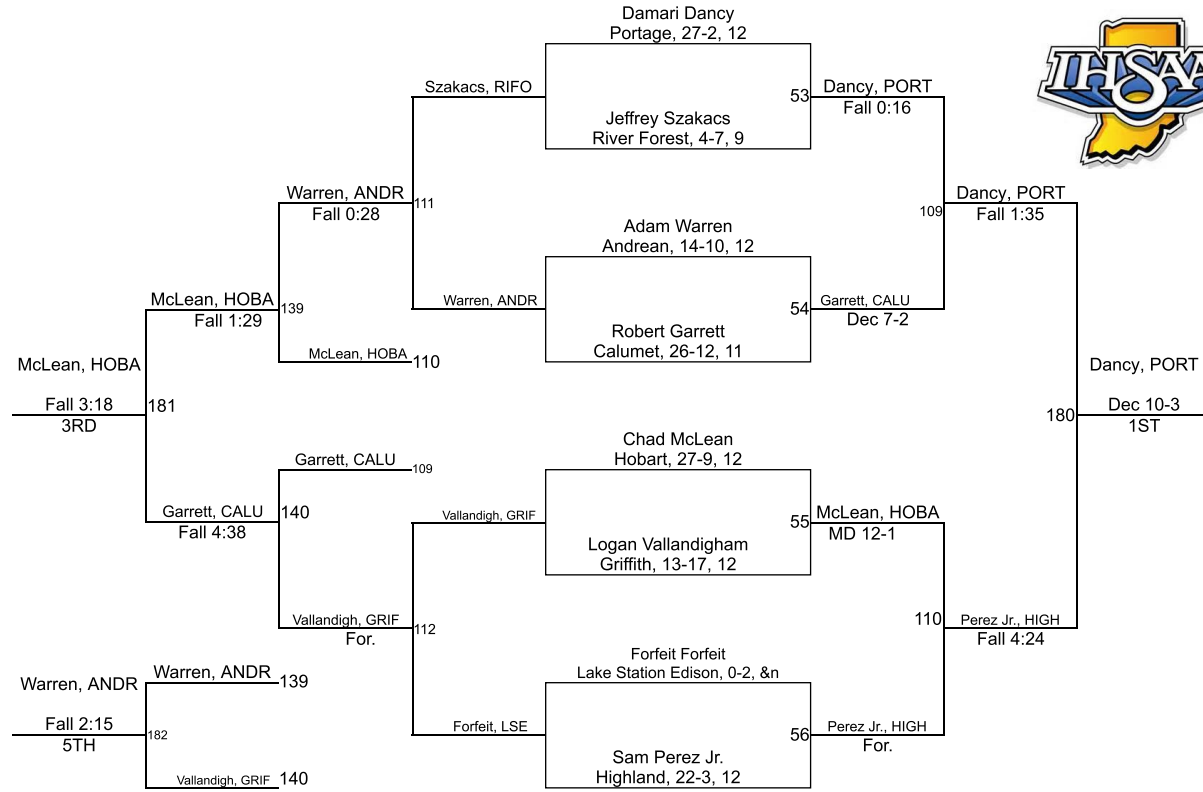 Damari Dancy
Portage, 27-2, 12
IHSAA
Szakacs, RIFO
53
Dancy, PORT
Fall 0:16
Jeffrey Szakacs
River Forest, 4-7, 9
Warren, ANDR
Fall 0:28
111
109
Dancy, PORT
Fall 1:35
Adam Warren
Andrean, 14-10, 12
McLean, HOBA
Fall 1:29
139
Warren, ANDR
54
Garrett, CALU
Dec 7-2
Robert Garrett
Calumet, 26-12, 11
McLean, HOBA
110
McLean, HOBA
Fall 3:18
3RD
181
Dancy, PORT
180
Dec 10-3
1ST
Chad McLean
Hobart, 27-9, 12
Garrett, CALU
109
Garrett, CALU
Fall 4:38
140
Vallandigh, GRIF
55
McLean, HOBA
MD 12-1
Logan Vallandigham
Griffith, 13-17, 12
Vallandigh, GRIF
For.
112
110
Perez Jr., HIGH
Fall 4:24
Forfeit Forfeit
Lake Station Edison, 0-2, &n
Warren, ANDR
139
Warren, ANDR
Fall 2:15
5TH
182
Forfeit, LSE
56
Perez Jr., HIGH
For.
Sam Perez Jr.
Highland, 22-3, 12
Vallandigh, GRIF
140